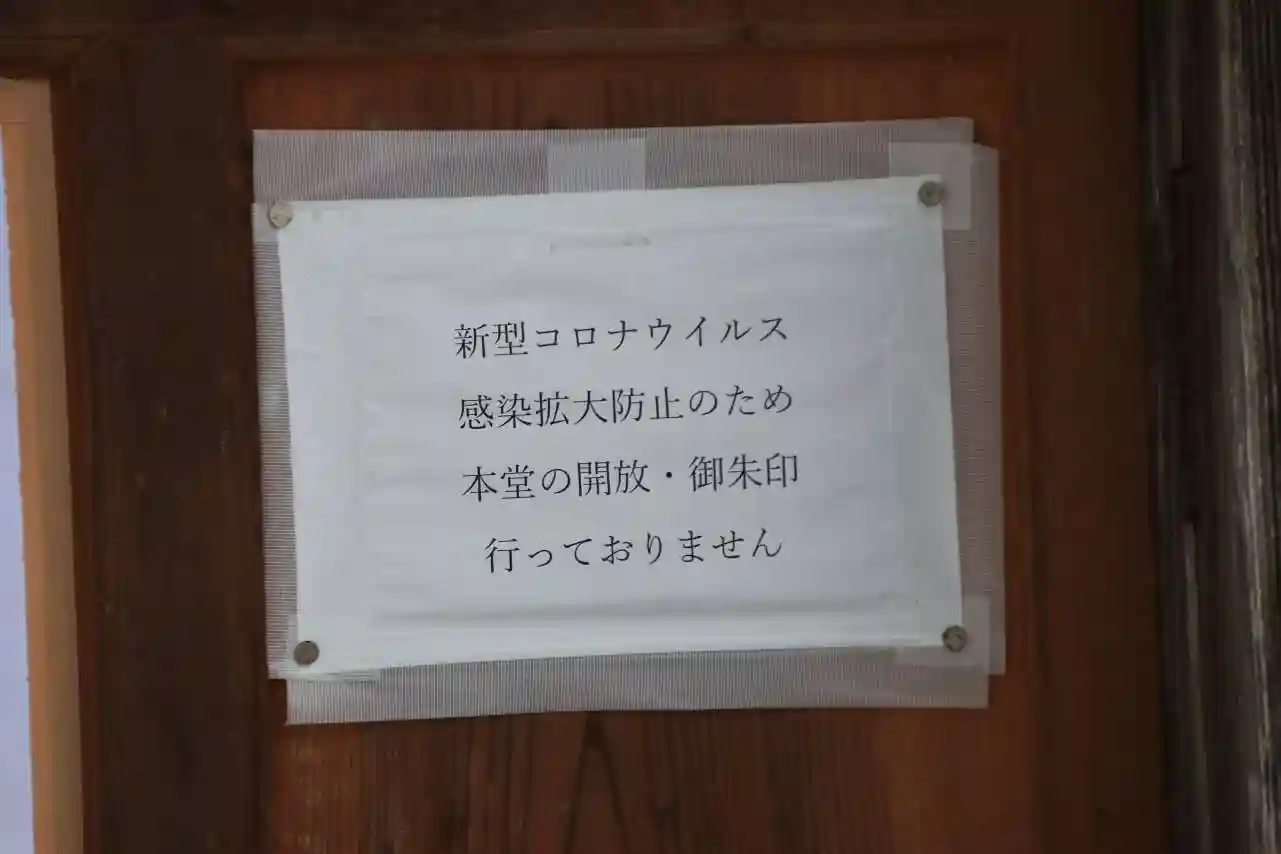 新型コロナウイルス
感染拡大防止のため
本堂の開放・御朱印
行っておりません